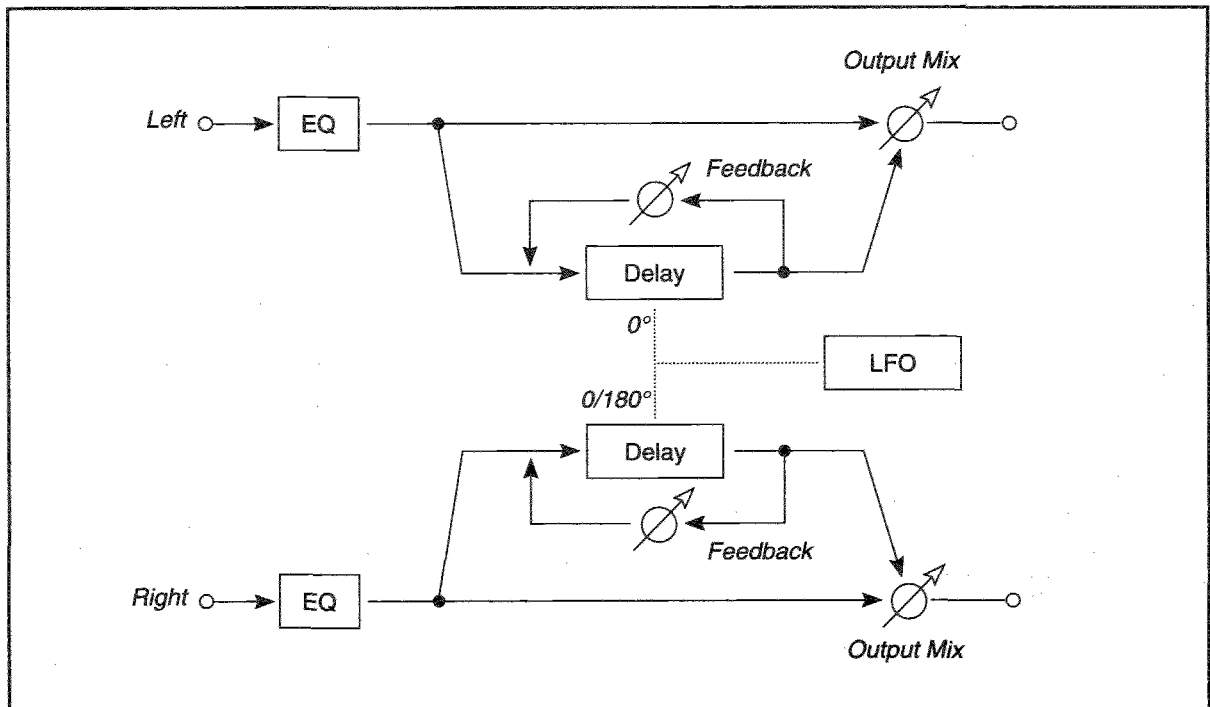 Output Mix
Left
EQ
Feedback
Delay
0°
LFO
0/180°
Delay
Feedback
Right
EQ
Output Mix